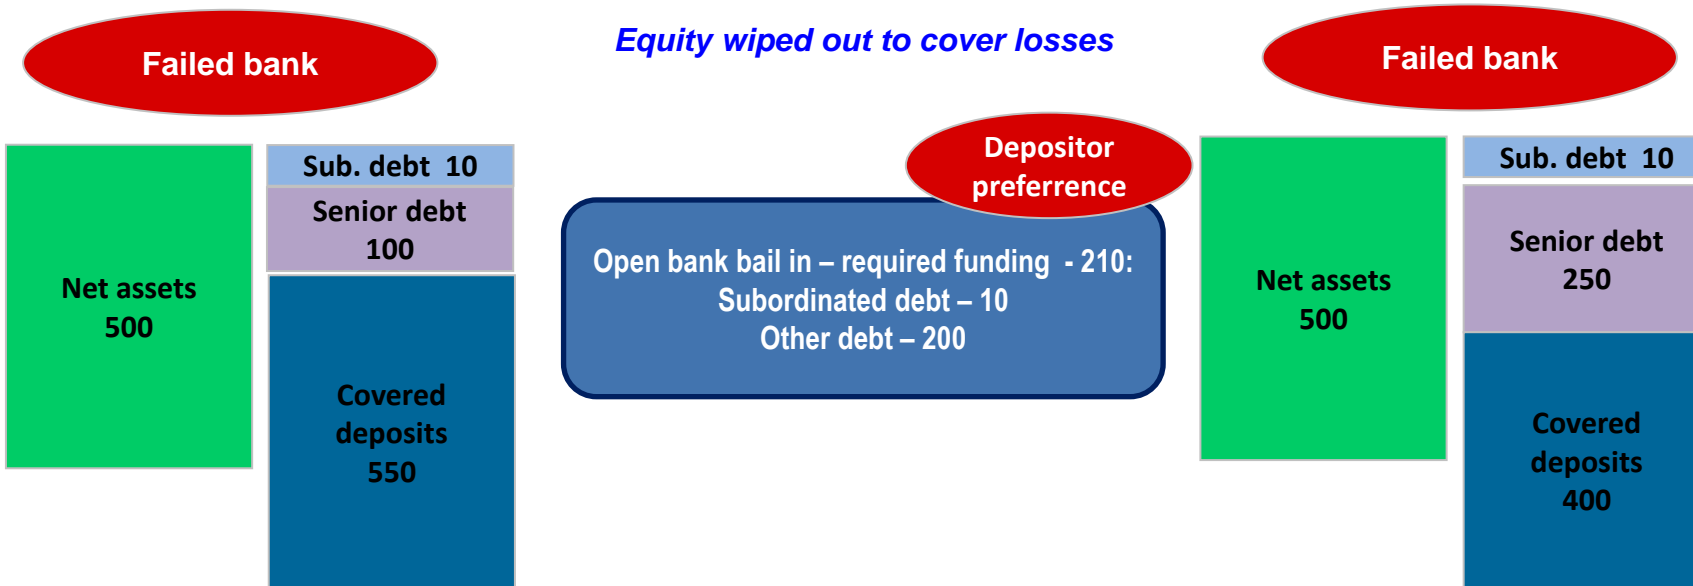 Failed bank
Equity wiped out to cover losses
Failed bank
Net assets
500
Sub. debt 10
Senior debt
100
Covered
deposits
550
Depositor
preferrence
Open bank bail in – required funding - 210:
Subordinated debt – 10
Other debt – 200
Net assets
500
Sub. debt 10
Senior debt
250
Covered
deposits
400